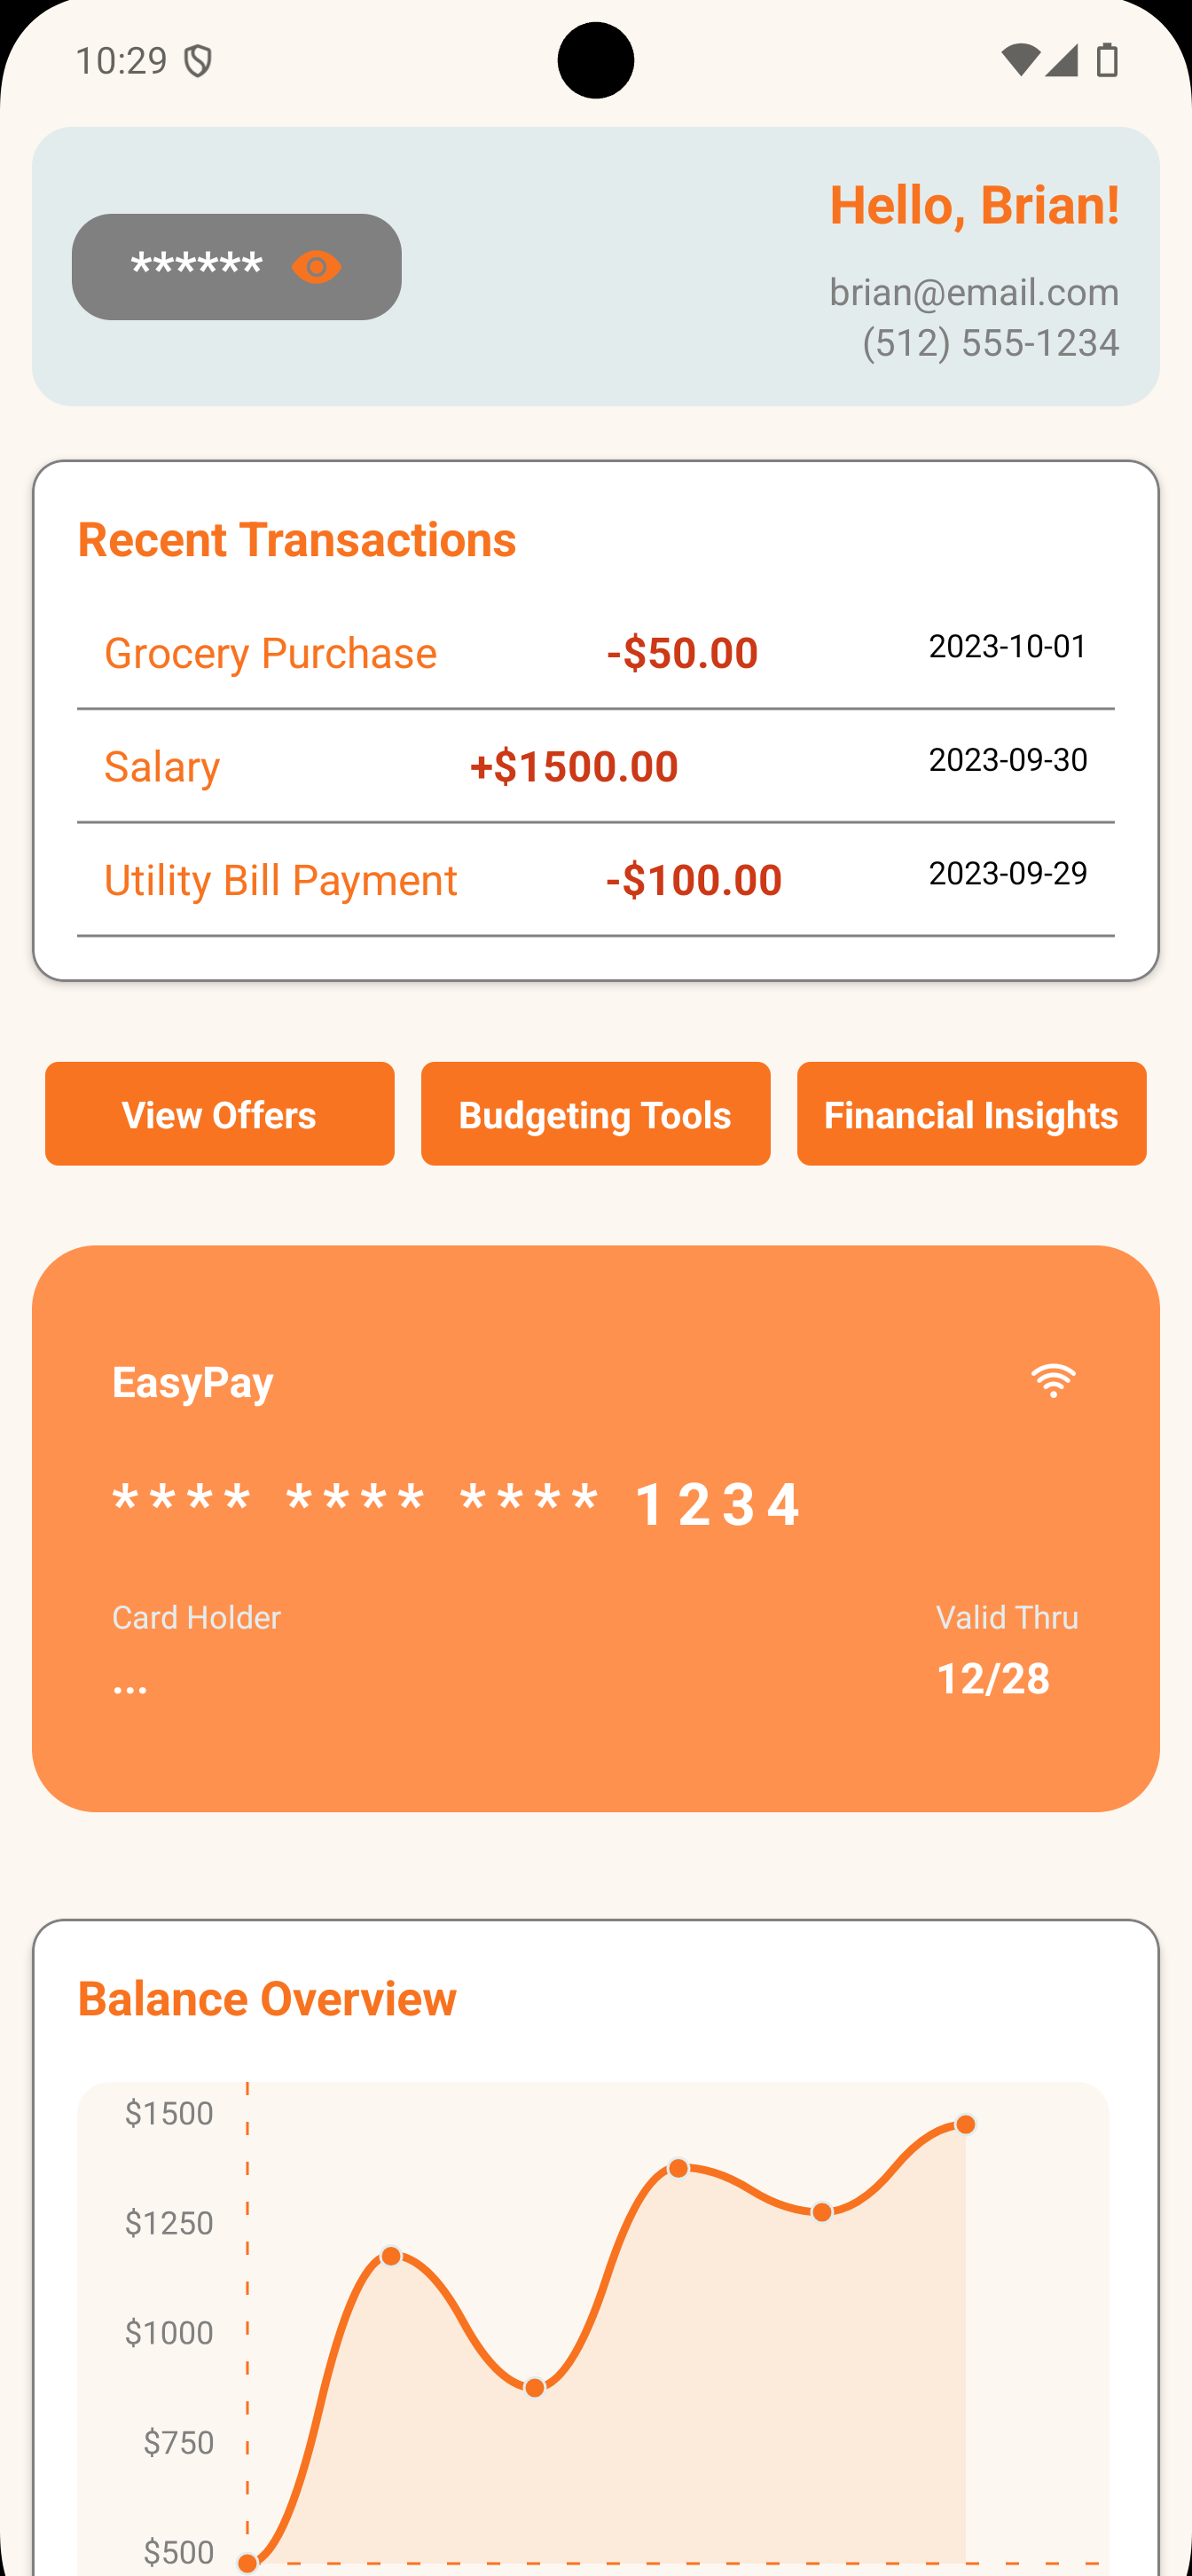 10:29
******
Hello, Brian!
brian@email.com
(512) 555-1234
Recent Transactions
Grocery Purchase -$50.00 2023-10-01
Salary +$1500.00 2023-09-30
Utility Bill Payment -$100.00 2023-09-29
View Offers Budgeting Tools Financial Insights
EasyPay
**** **** **** 1234
Card Holder Valid Thru
... 12/28
Balance Overview
$1500
$1250
$1000
$750
$500